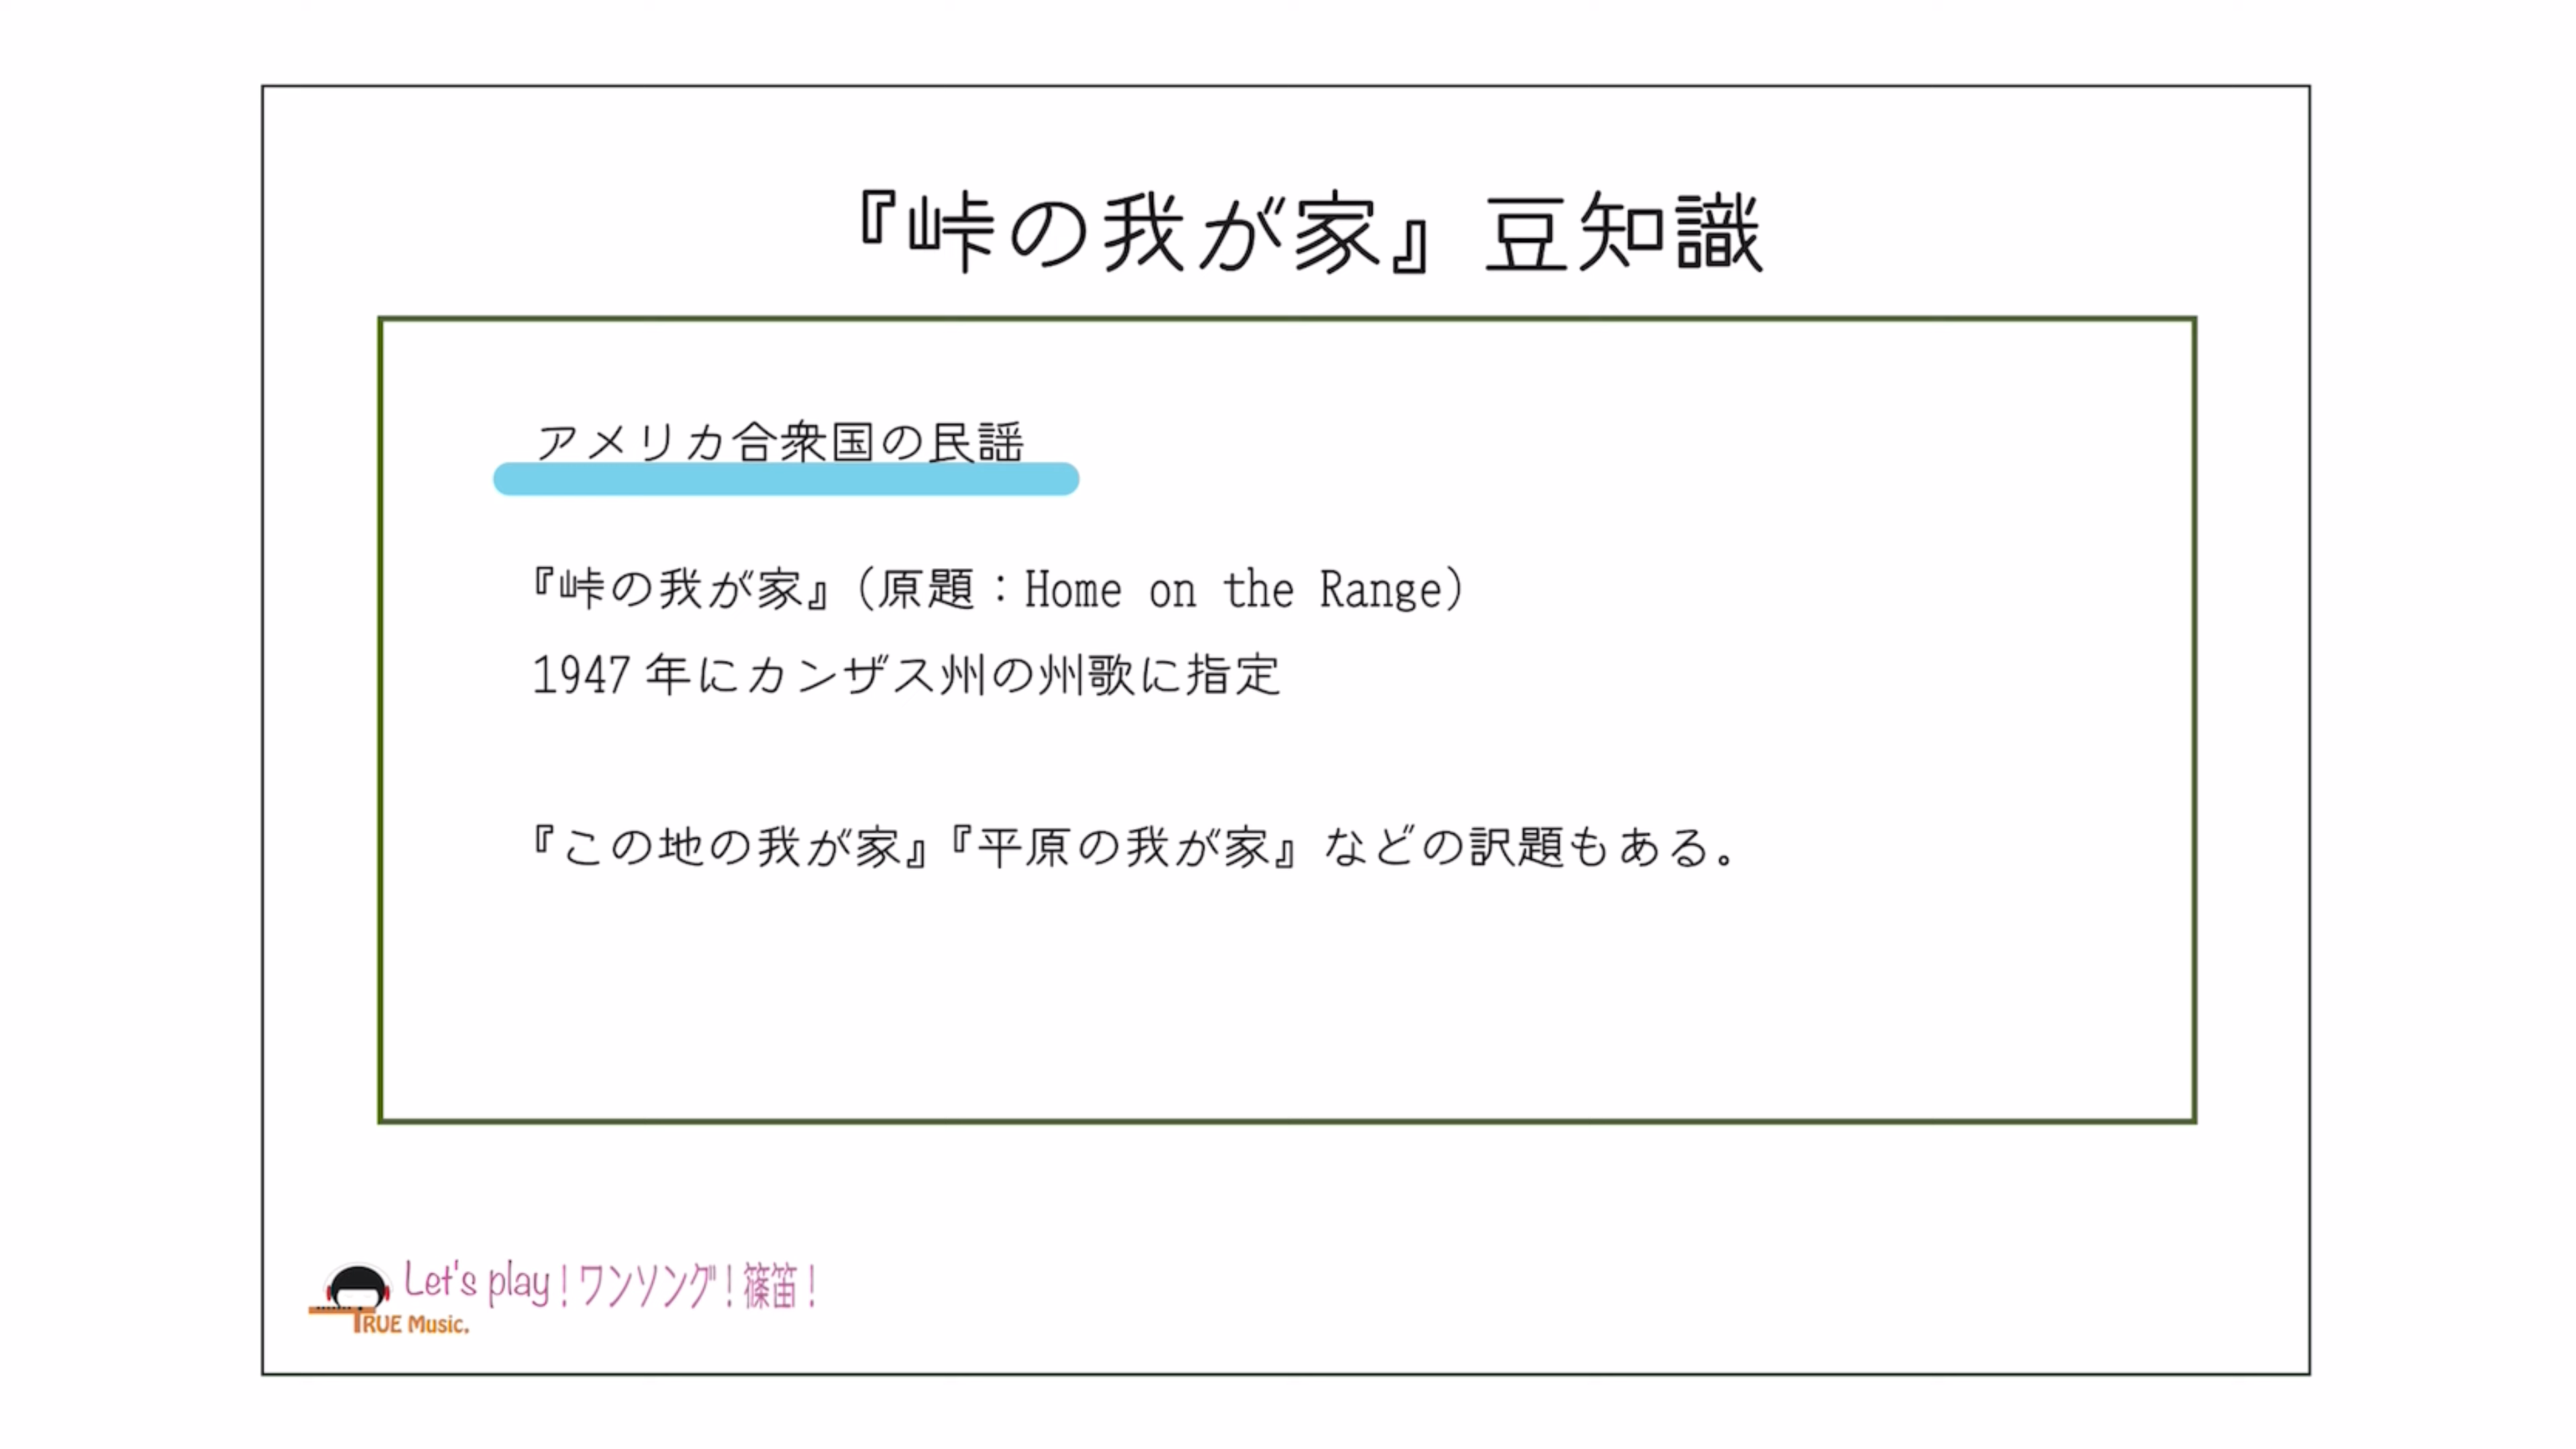 『峠の我が家』豆知識
アメリカ合衆国の民謡
『峠の我が家』（原題：Home on the Range）
1947年にカンザス州の州歌に指定
『この地の我が家』『平原の我が家』などの訳題もある。
Let's play！ワンソング！篠笛！
TRUE Music.